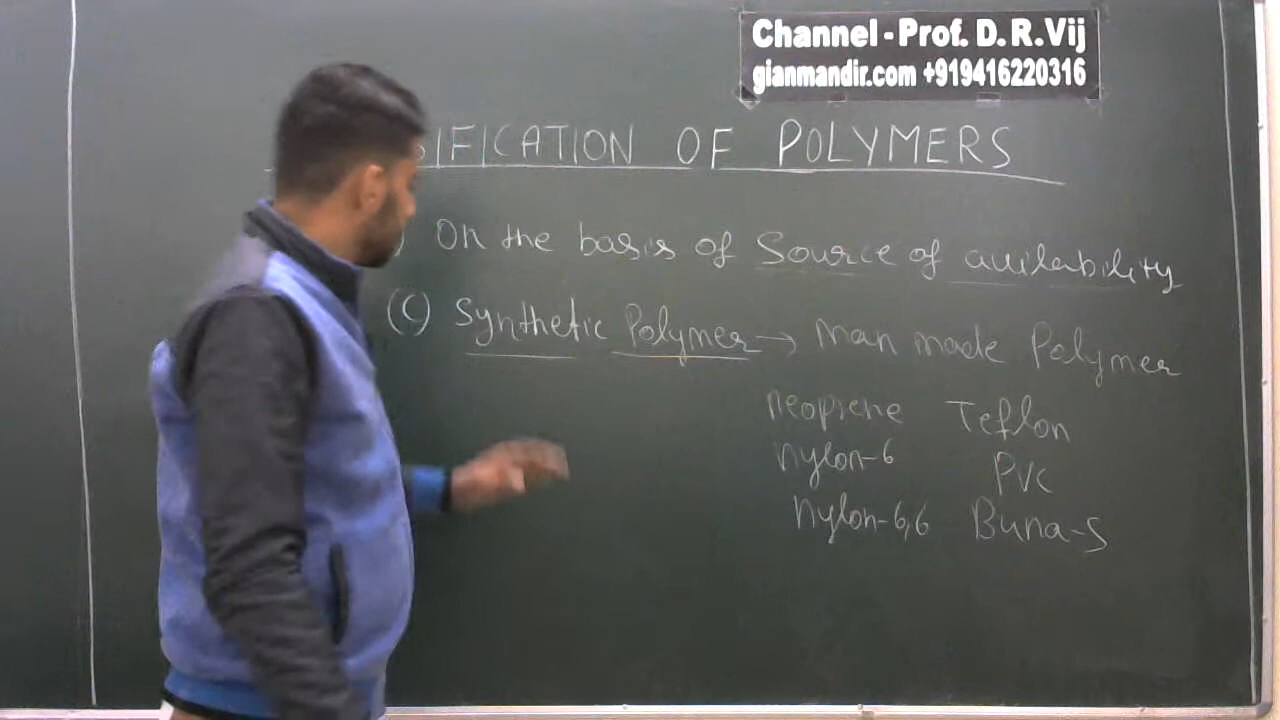 Channel - Prof. D. R. Vij
gianmandir.com +919416220316
SIFICATION OF POLYMERS
) On the basis of Source of availability
(C) Synthetic Polymer → Man made Polymer
Neoprene Teflon
Nylon-6 PVC
Nylon-6,6 Buna-S